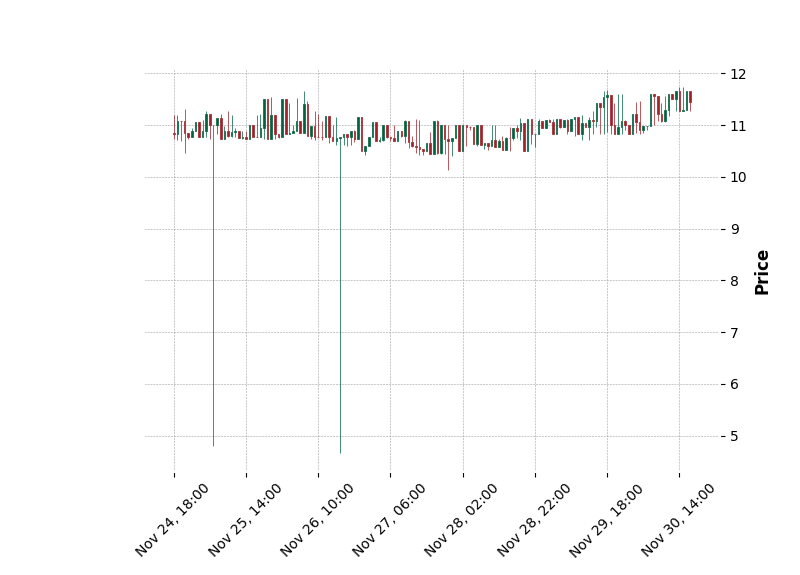 12
11
10
9
8
7
6
5
Price
Nov 24, 18:00
Nov 25, 14:00
Nov 26, 10:00
Nov 27, 06:00
Nov 28, 02:00
Nov 28, 22:00
Nov 29, 18:00
Nov 30, 14:00